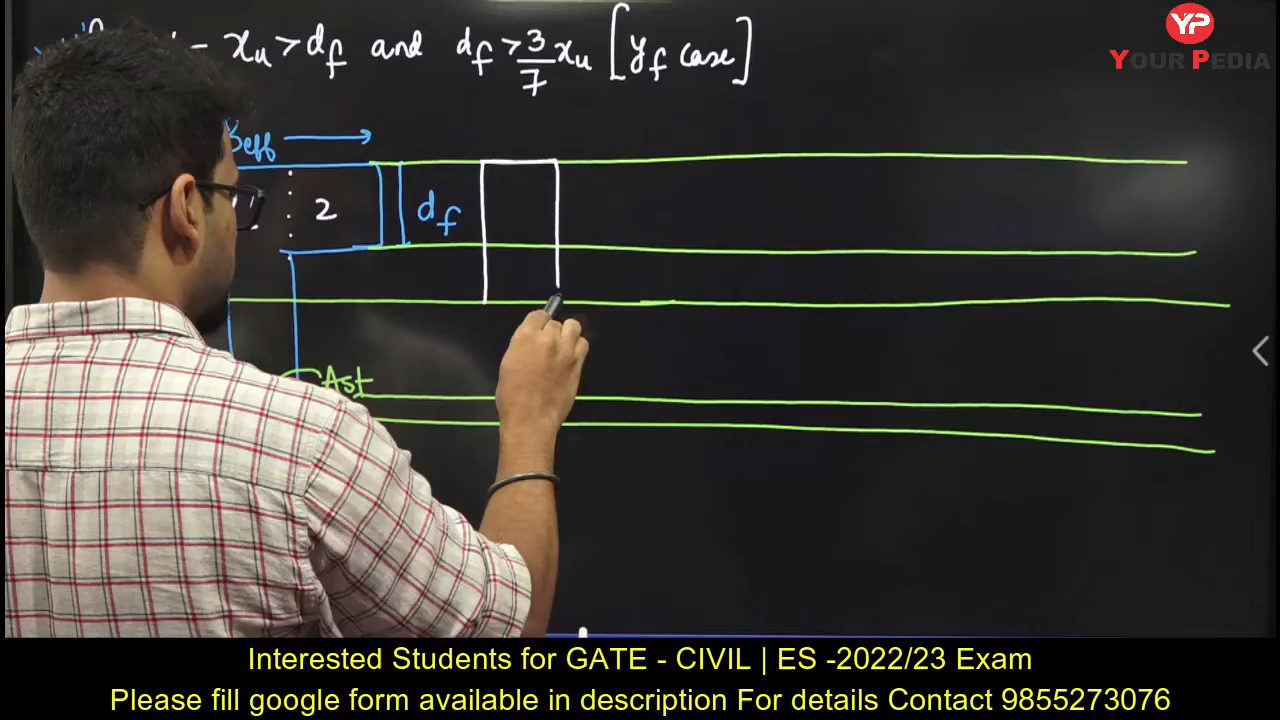 YP
YOUR PEDIA
- xu > df and df > 3/7 xu [yf case]
Beff
2 df
Ast
Interested Students for GATE - CIVIL | ES -2022/23 Exam
Please fill google form available in description For details Contact 9855273076